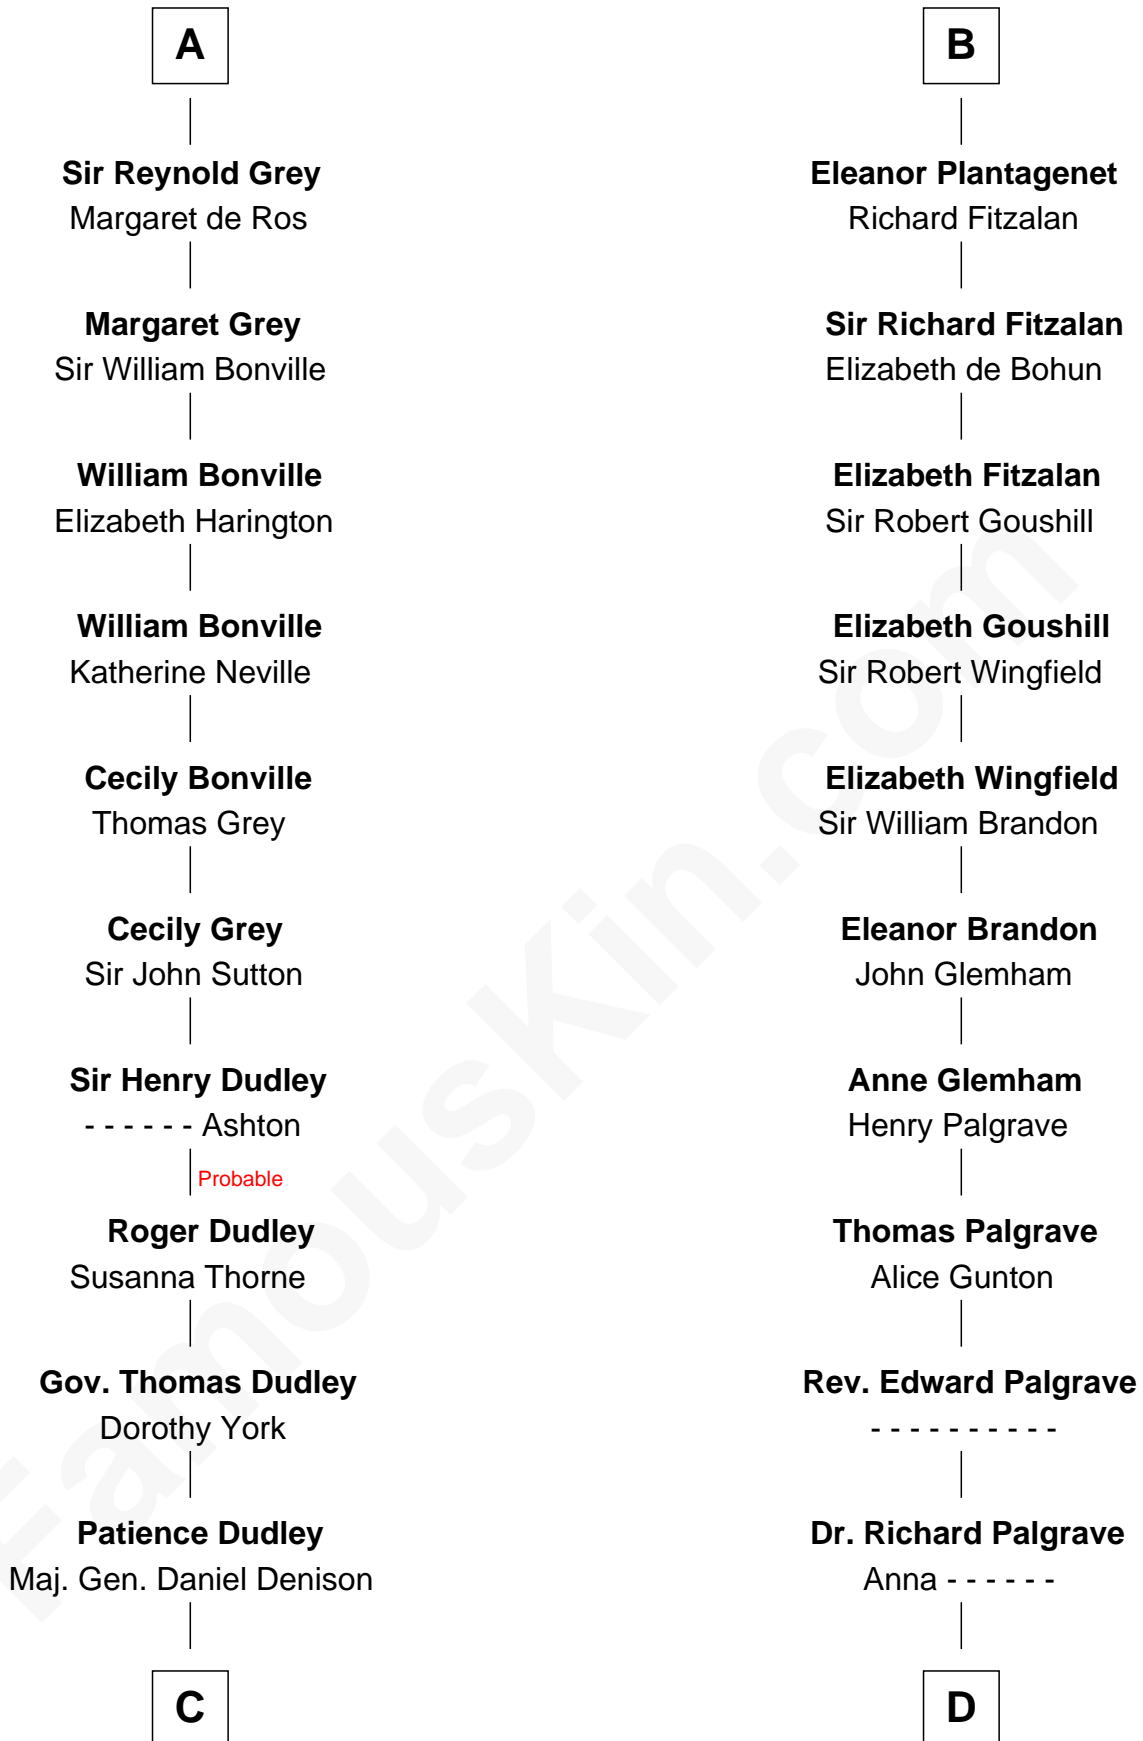 A
Sir Reynold Grey
Margaret de Ros
Margaret Grey
Sir William Bonville
William Bonville
Elizabeth Harington
William Bonville
Katherine Neville
Cecily Bonville
Thomas Grey
Cecily Grey
Sir John Sutton
Sir Henry Dudley
- - - - - - Ashton
Probable
Roger Dudley
Susanna Thorne
Gov. Thomas Dudley
Dorothy York
Patience Dudley
Maj. Gen. Daniel Denison
C
B
Eleanor Plantagenet
Richard Fitzalan
Sir Richard Fitzalan
Elizabeth de Bohun
Elizabeth Fitzalan
Sir Robert Goushill
Elizabeth Goushill
Sir Robert Wingfield
Elizabeth Wingfield
Sir William Brandon
Eleanor Brandon
John Glemham
Anne Glemham
Henry Palgrave
Thomas Palgrave
Alice Gunton
Rev. Edward Palgrave
- - - - - - - - - -
Dr. Richard Palgrave
Anna - - - - - -
D
FamousKin.com